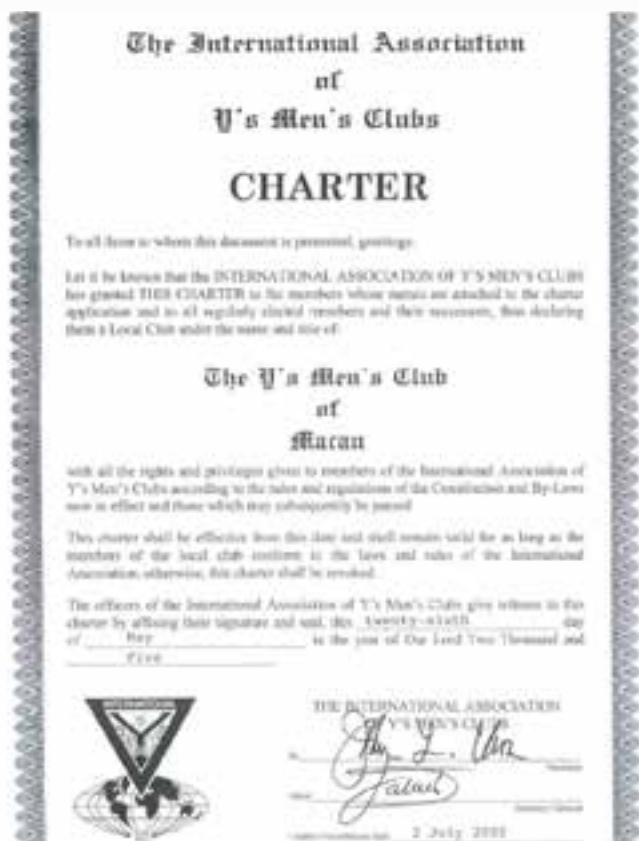 The International Association
of
Y's Men's Clubs
CHARTER
To all those to whom this document is presented, greetings.
Let it be known that the INTERNATIONAL ASSOCIATION OF Y'S MEN'S CLUBS
has granted THIS CHARTER to the members whose names are attached to the charter
application and to all regularly elected members and their successors, thus declaring
them a Local Club under the name and title of:
The Y's Men's Club
of
Macau
with all the rights and privileges given to members of the International Association of
Y's Men's Clubs according to the rules and regulations of the Constitution and By-Laws
now in effect and those which may subsequently be passed
This charter shall be effective from this date and shall remain valid for as long as the
members of the local club conform to the laws and rules of the International
Association; otherwise, this charter shall be revoked.
The officers of the International Association of Y's Men's Clubs give witness to this
charter by affixing their signature and seal, this day
of May in the year of Our Lord Two Thousand and
Five
INTERNATIONAL
THE INTERNATIONAL ASSOCIATION
OF Y'S MEN'S CLUBS
2 July